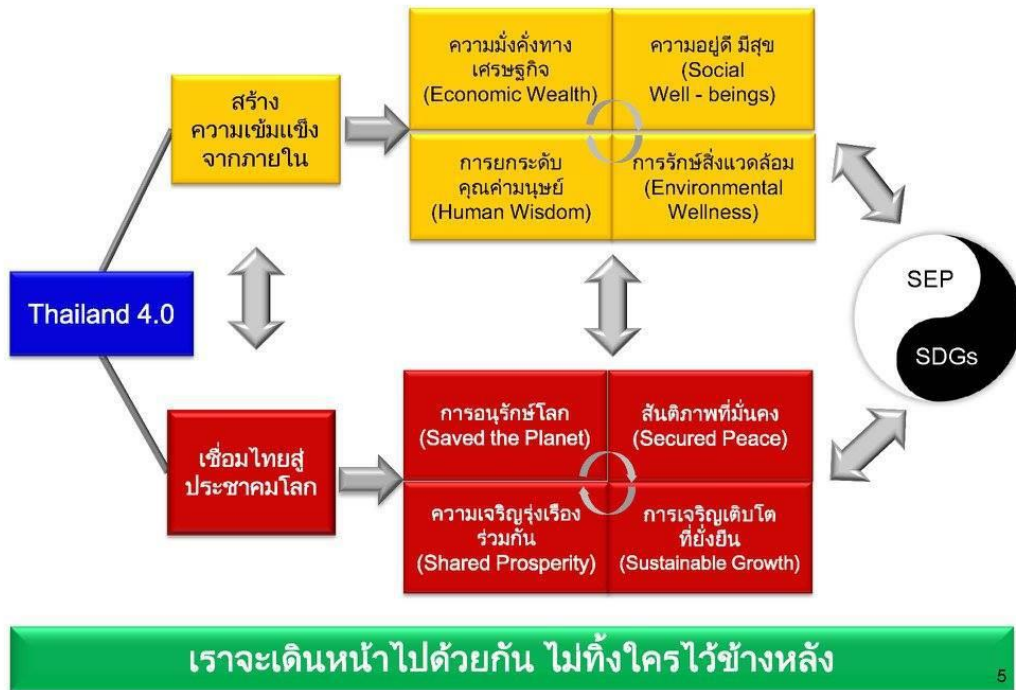 ความมั่งคั่งทาง
เศรษฐกิจ
(Economic Wealth)
ความอยู่ดี มีสุข
(Social
Well - beings)
สร้าง
ความเข้มแข็ง
จากภายใน
การยกระดับ
คุณค่ามนุษย์
(Human Wisdom)
การรักษ์สิ่งแวดล้อม
(Environmental
Wellness)
Thailand 4.0
SEP
SDGs
การอนุรักษ์โลก
(Saved the Planet)
สันติภาพที่มั่นคง
(Secured Peace)
เชื่อมไทยสู่
ประชาคมโลก
ความเจริญรุ่งเรือง
ร่วมกัน
(Shared Prosperity)
การเจริญเติบโต
ที่ยั่งยืน
(Sustainable Growth)
เราจะเดินหน้าไปด้วยกัน ไม่ทิ้งใครไว้ข้างหลัง
5